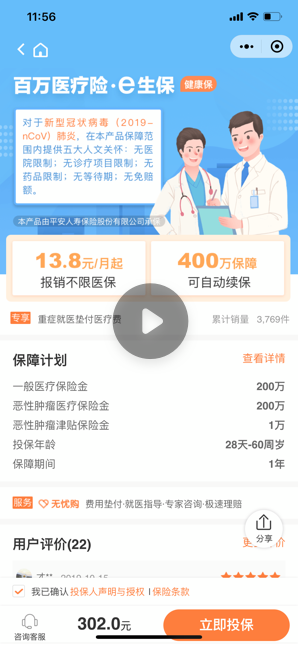 11:56
百万医疗险·e生保 健康保
对于新型冠状病毒（2019-
nCoV）肺炎，在本产品保障范
围内提供五大人文关怀：无医
院限制；无诊疗项目限制；无
药品限制；无等待期；无免赔
额。
本产品由平安人寿保险股份有限公司承保
13.8元/月起
报销不限医保
400万保障
可自动续保
专享 重症就医垫付医疗费 累计销量 3,769件
保障计划 查看详情
一般医疗保险金 200万
恶性肿瘤医疗保险金 200万
恶性肿瘤津贴保险金 1万
投保年龄 28天-60周岁
保障期间 1年
服务 无忧购 费用垫付·就医指导·专家咨询·极速理赔
用户评价(22)
分享
我已确认投保人声明与授权 | 保险条款
咨询客服
302.0元
立即投保